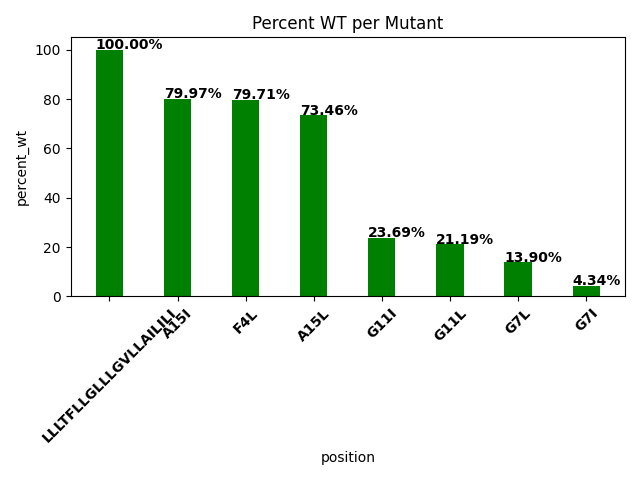 Percent WT per Mutant
percent_wt
100
80
60
40
20
0
100.00%
79.97%
79.71%
73.46%
23.69%
21.19%
13.90%
4.34%
LLLTFLLGLLLGVLLAILILI
A15I
F4L
A15L
G11I
G11L
G7L
G7I
position